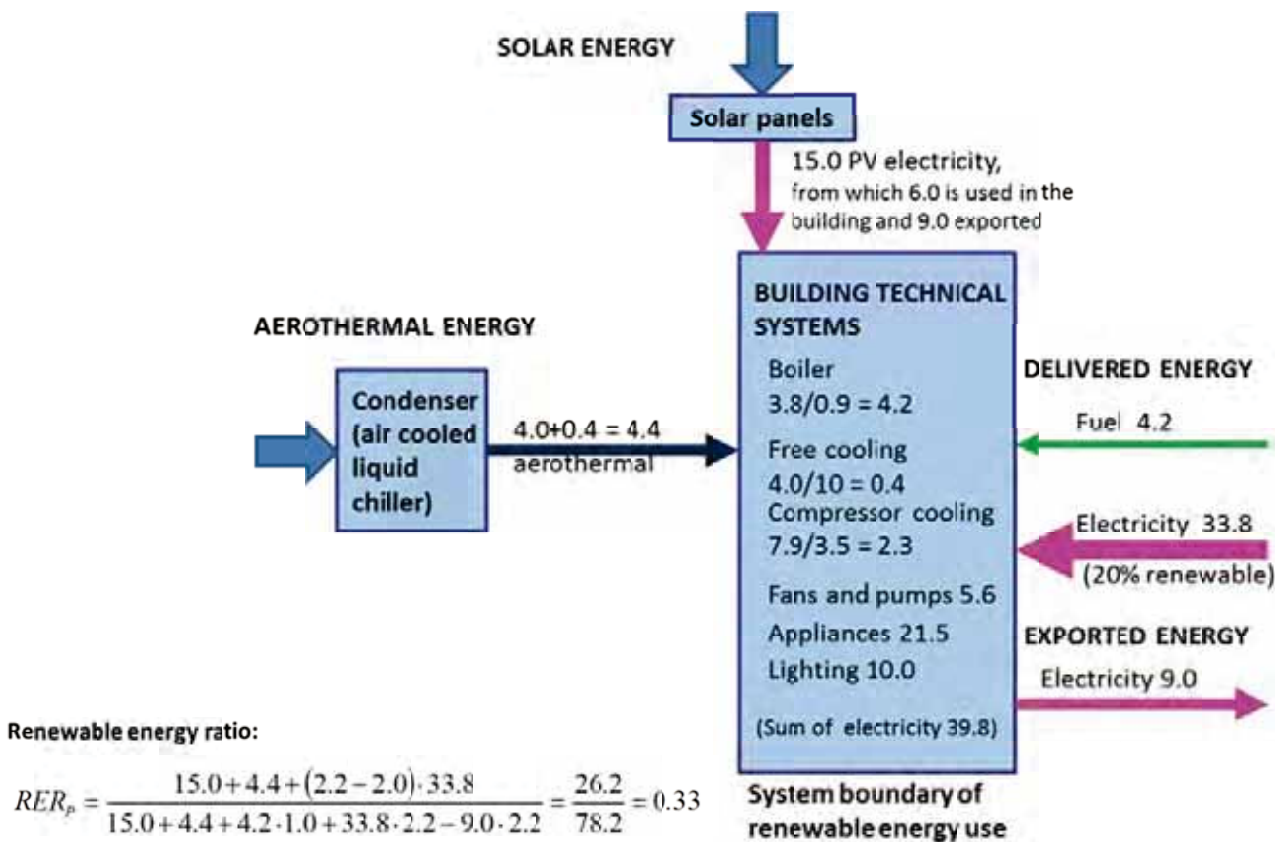 SOLAR ENERGY
Solar panels
15.0 PV electricity,
from which 6.0 is used in the
building and 9.0 exported
AEROTHERMAL ENERGY
Condenser
(air cooled
liquid
chiller)
4.0+0.4 = 4.4
aerothermal
BUILDING TECHNICAL
SYSTEMS
Boiler
3.8/0.9 = 4.2
Free cooling
4.0/10 = 0.4
Compressor cooling
7.9/3.5 = 2.3
Fans and pumps 5.6
Appliances 21.5
Lighting 10.0
(Sum of electricity 39.8)
System boundary of
renewable energy use
DELIVERED ENERGY
Fuel 4.2
Electricity 33.8
(20% renewable)
EXPORTED ENERGY
Electricity 9.0
Renewable energy ratio:
15.0+4.4+(2.2−2.0)·33.8
RER_P = ――― = 26.2/78.2 = 0.33
15.0+4.4+4.2·1.0+33.8·2.2−9.0·2.2